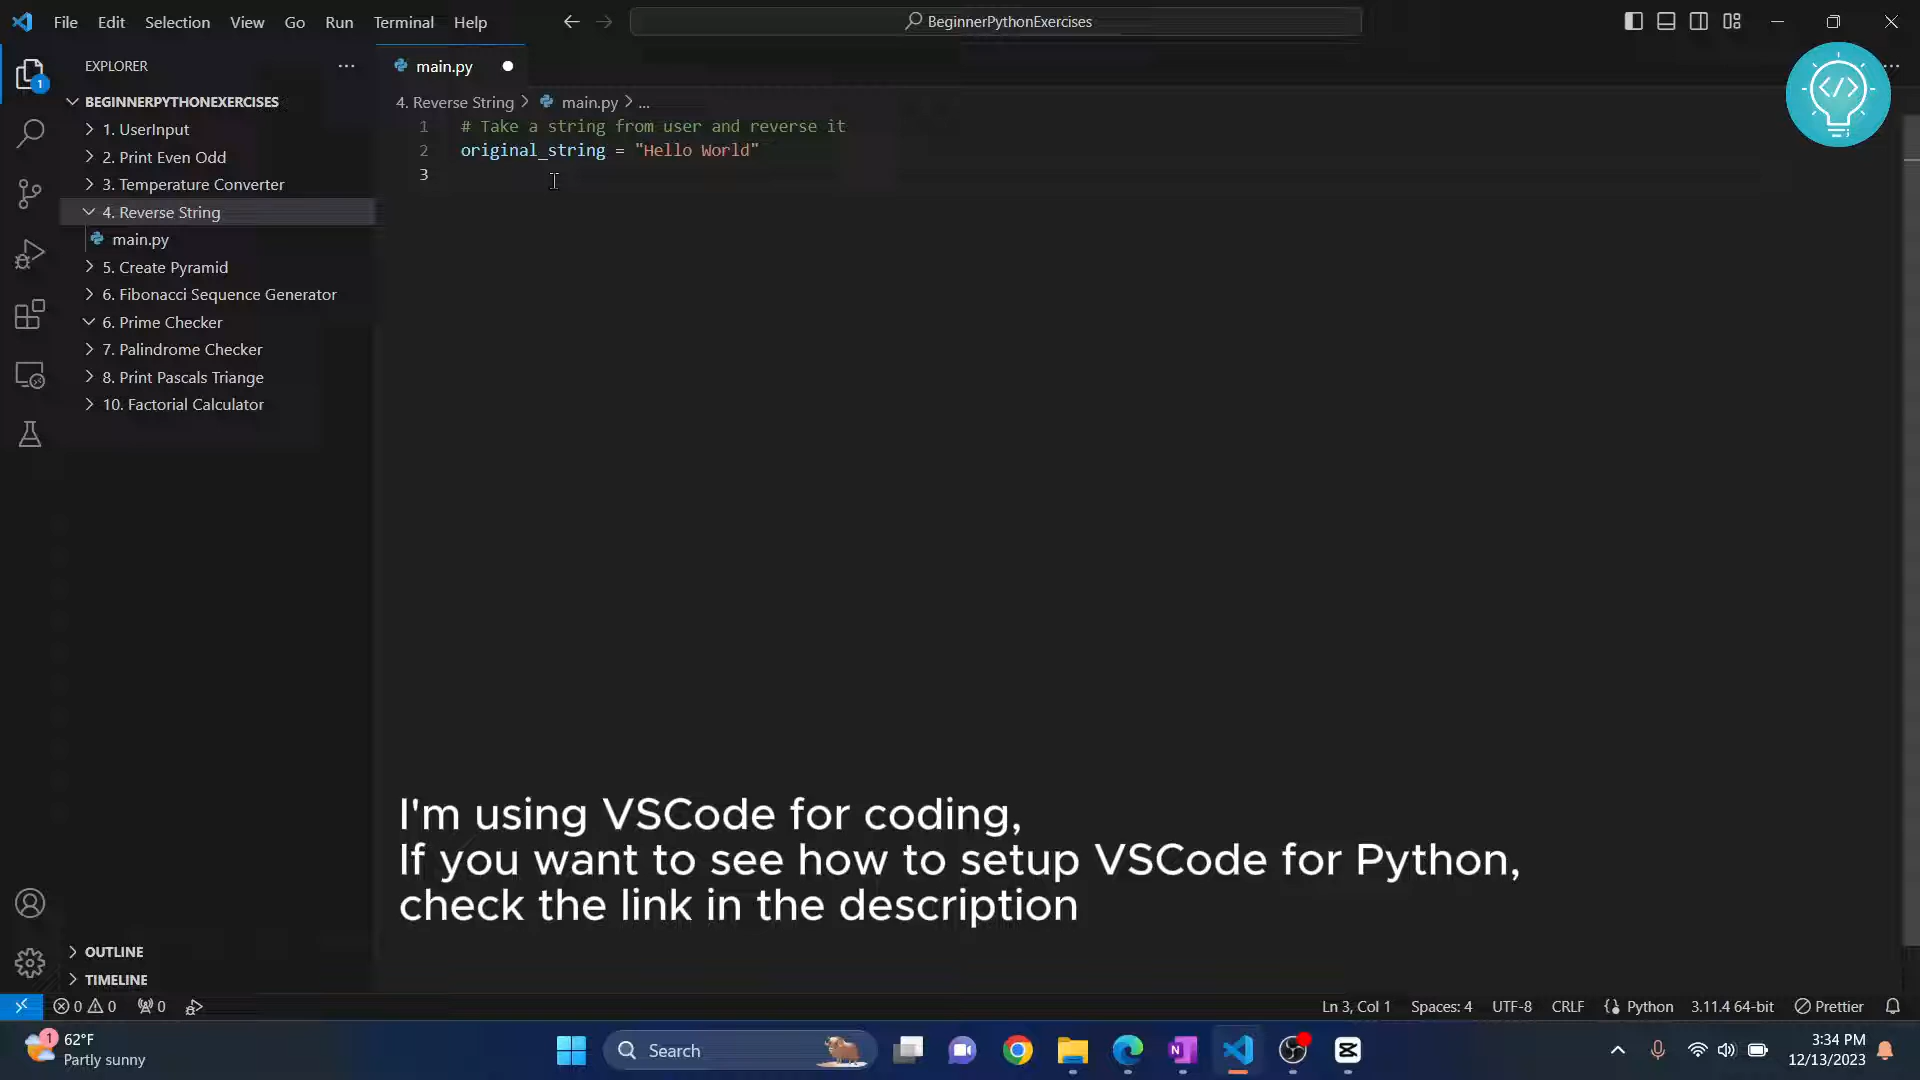 File Edit Selection View Go Run Terminal Help
BeginnerPythonExercises
EXPLORER
main.py
1
BEGINNERPYTHONEXERCISES
1. UserInput
2. Print Even Odd
3. Temperature Converter
4. Reverse String
main.py
5. Create Pyramid
6. Fibonacci Sequence Generator
6. Prime Checker
7. Palindrome Checker
8. Print Pascals Triange
10. Factorial Calculator
4. Reverse String > main.py > ...
1 # Take a string from user and reverse it
2 original_string = "Hello World"
3
</>
I'm using VSCode for coding,
If you want to see how to setup VSCode for Python,
check the link in the description
OUTLINE
TIMELINE
0 0 0
Ln 3, Col 1 Spaces: 4 UTF-8 CRLF Python 3.11.4 64-bit Prettier
1
62°F
Partly sunny
Search
N
3:34 PM
12/13/2023